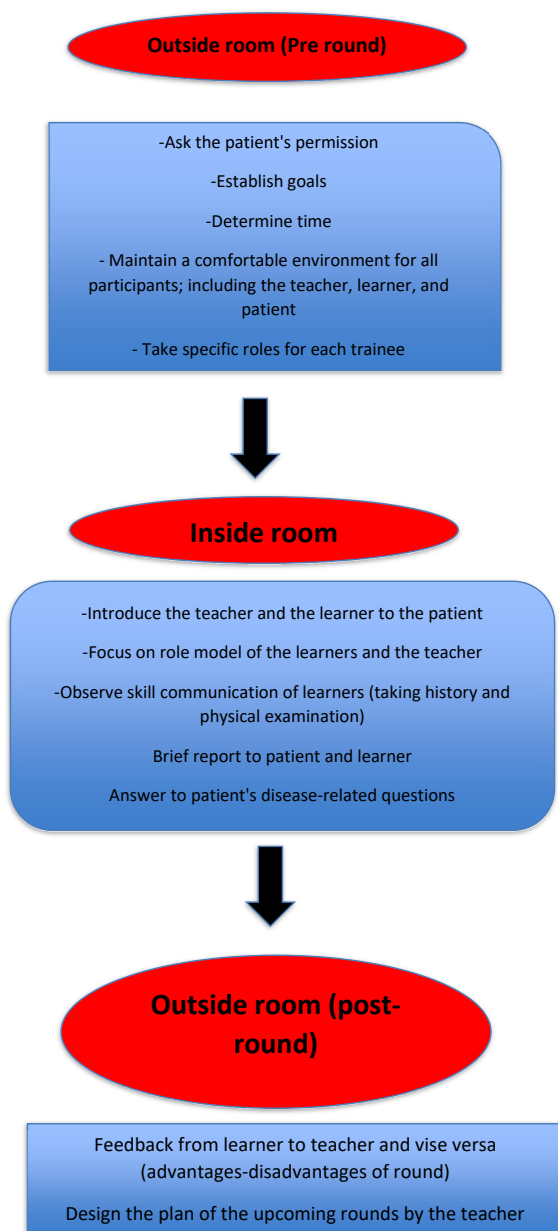 Outside room (Pre round)
-Ask the patient's permission
-Establish goals
-Determine time
- Maintain a comfortable environment for all
participants; including the teacher, learner, and
patient
- Take specific roles for each trainee
Inside room
-Introduce the teacher and the learner to the patient
-Focus on role model of the learners and the teacher
-Observe skill communication of learners (taking history and
physical examination)
Brief report to patient and learner
Answer to patient's disease-related questions
Outside room (post-
round)
Feedback from learner to teacher and vise versa
(advantages-disadvantages of round)
Design the plan of the upcoming rounds by the teacher